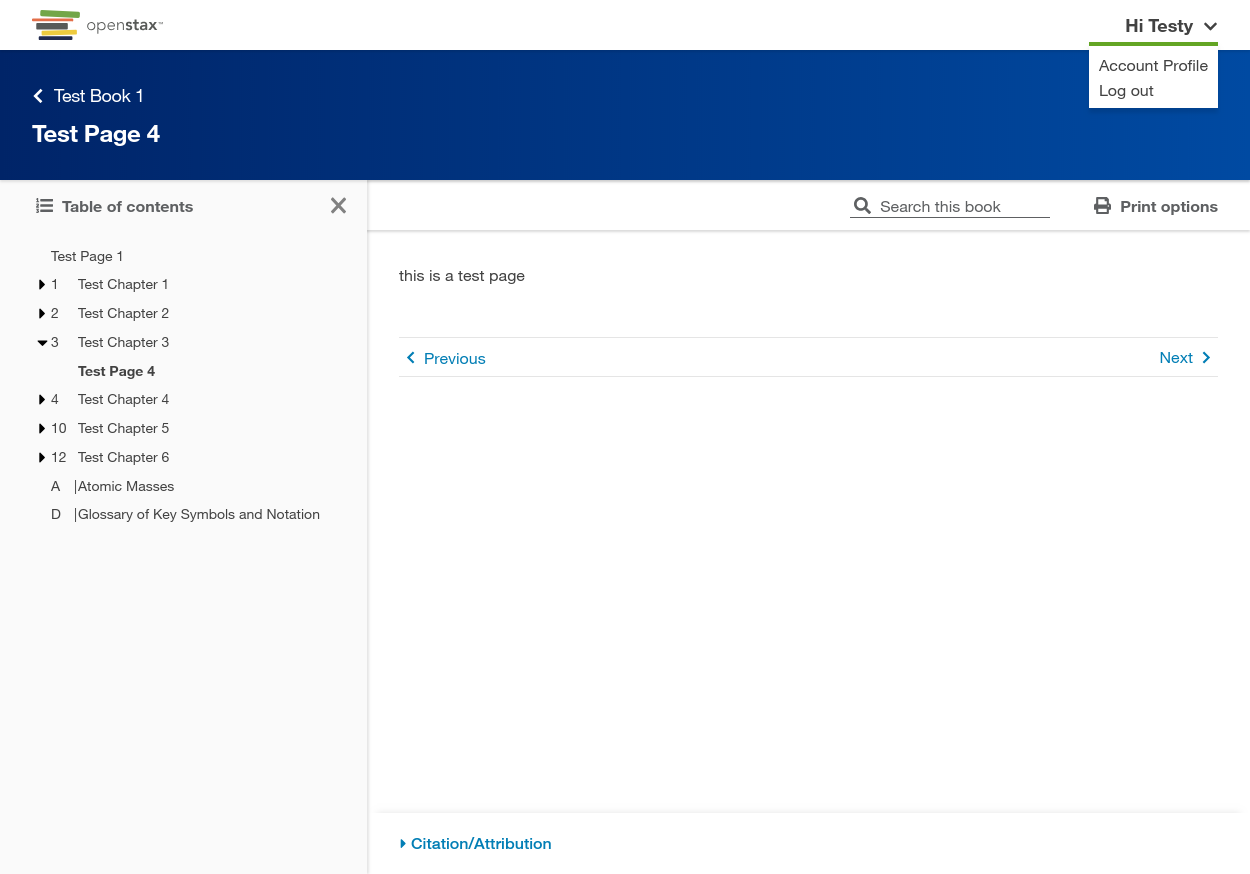 openstax™
Hi Testy
Account Profile
Log out
Test Book 1
Test Page 4
Table of contents
Search this book
Print options
Test Page 1
1 Test Chapter 1
2 Test Chapter 2
3 Test Chapter 3
Test Page 4
4 Test Chapter 4
10 Test Chapter 5
12 Test Chapter 6
A |Atomic Masses
D |Glossary of Key Symbols and Notation
this is a test page
Previous
Next
Citation/Attribution